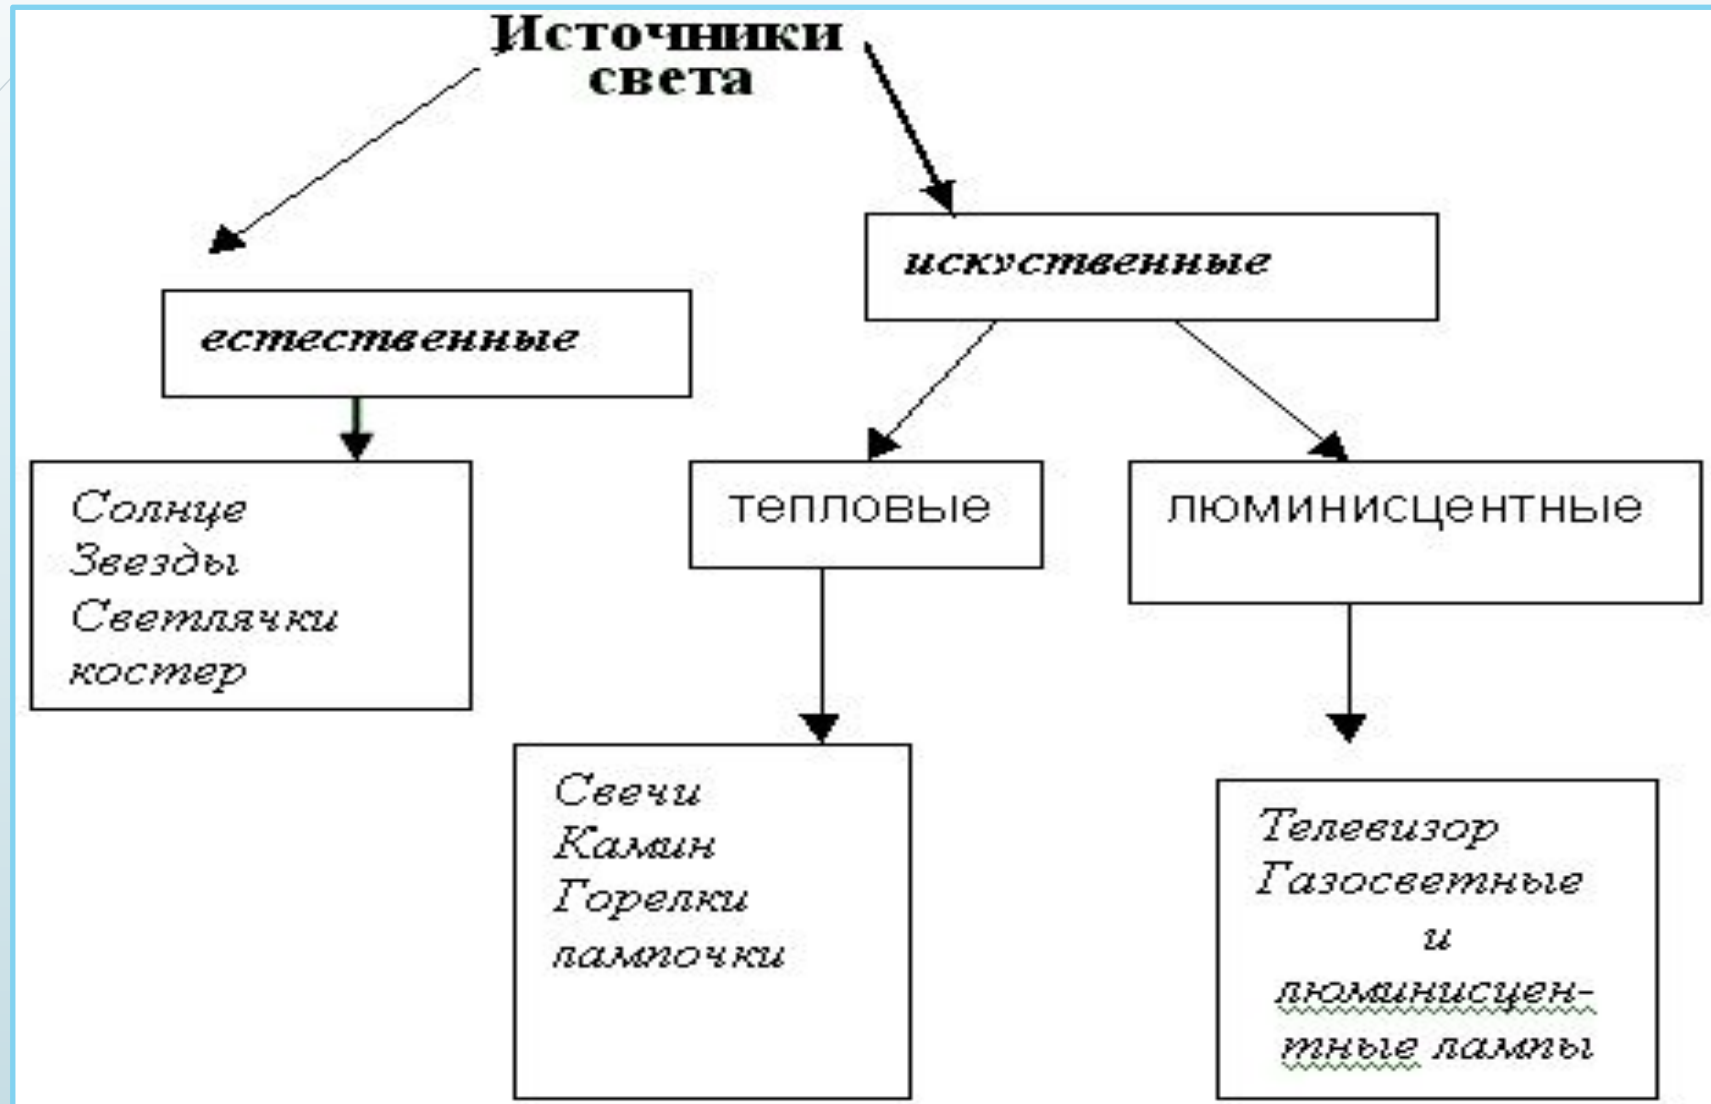 Источники
света
искуственные
естественные
Солнце
Звезды
Светлячки
костер
тепловые
люминисцентные
Свечи
Камин
Горелки
лампочки
Телевизор
Газосветные
и
люминисцен-
тные лампы